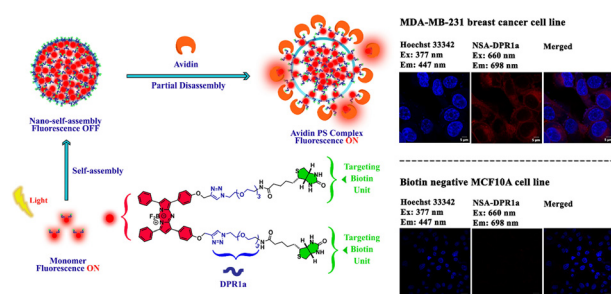 Avidin
Partial Disassembly
Nano-self-assembly
Fluorescence OFF
Avidin PS Complex
Fluorescence ON
Self-assembly
Light
Monomer
Fluorescence ON
Targeting
Biotin
Unit
Targeting
Biotin
Unit
DPR1a
MDA-MB-231 breast cancer cell line
Hoechst 33342 NSA-DPR1a Merged
Ex: 377 nm Ex: 660 nm
Em: 447 nm Em: 698 nm
Biotin negative MCF10A cell line
Hoechst 33342 NSA-DPR1a Merged
Ex: 377 nm Ex: 660 nm
Em: 447 nm Em: 698 nm